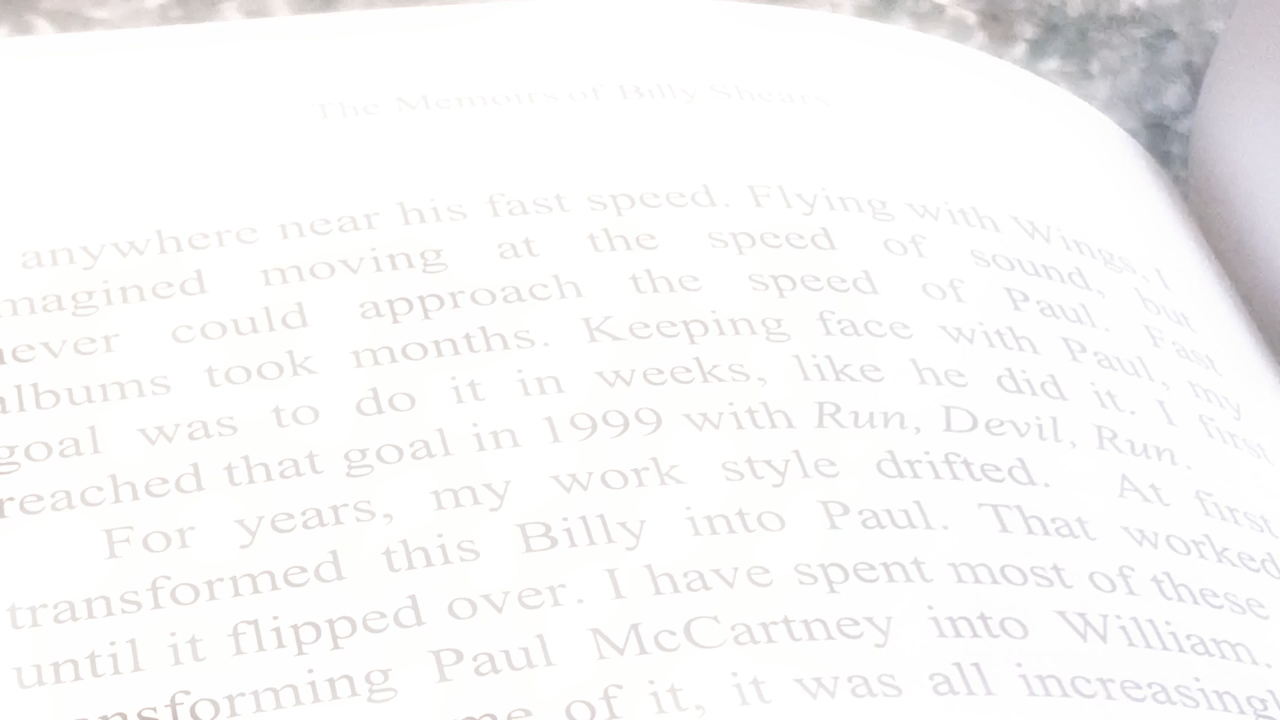 The Memoirs of Billy Shears
anywhere near his fast speed. Flying with Wings, I
magined moving at the speed of sound, but
never could approach the speed of Paul. Fast
albums took months. Keeping face with Paul, my
goal was to do it in weeks, like he did it. I first
reached that goal in 1999 with Run, Devil, Run.
For years, my work style drifted. At first
transformed this Billy into Paul. That worked
until it flipped over. I have spent most of these
ansforming Paul McCartney into William.
me of it, it was all increasingl